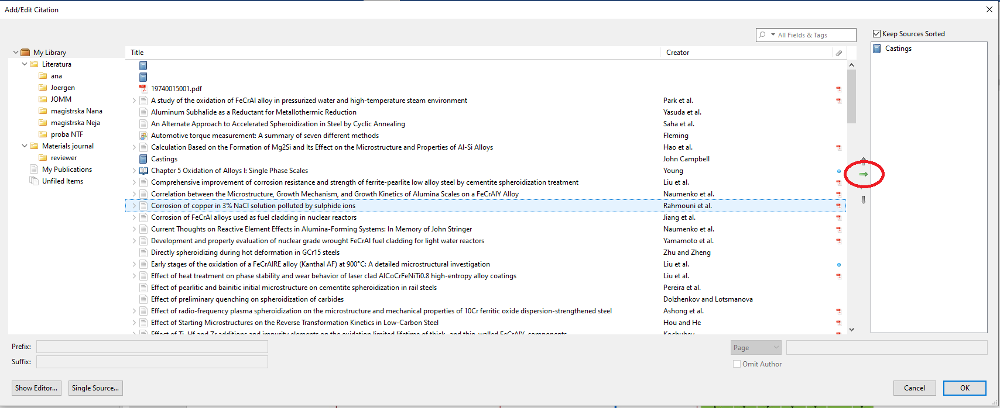 Add/Edit Citation
All Fields & Tags
Keep Sources Sorted
My Library
Literatura
ana
Joergen
JOMM
magistrska Nana
magistrska Neja
proba NTF
Materials journal
reviewer
My Publications
Unfiled Items
Title Creator
19740015001.pdf
A study of the oxidation of FeCrAl alloy in pressurized water and high-temperature steam environment Park et al.
Aluminum Subhalide as a Reductant for Metallothermic Reduction Yasuda et al.
An Alternate Approach to Accelerated Spheroidization in Steel by Cyclic Annealing Saha et al.
Automotive torque measurement: A summary of seven different methods Fleming
Calculation Based on the Formation of Mg2Si and Its Effect on the Microstructure and Properties of Al-Si Alloys Hao et al.
Castings John Campbell
Chapter 5 Oxidation of Alloys I: Single Phase Scales Young
Comprehensive improvement of corrosion resistance and strength of ferrite-pearlite low alloy steel by cementite spheroidization treatment Liu et al.
Correlation between the Microstructure, Growth Mechanism, and Growth Kinetics of Alumina Scales on a FeCrAlY Alloy Naumenko et al.
Corrosion of copper in 3% NaCl solution polluted by sulphide ions Rahmouni et al.
Corrosion of FeCrAl alloys used as fuel cladding in nuclear reactors Jiang et al.
Current Thoughts on Reactive Element Effects in Alumina-Forming Systems: In Memory of John Stringer Naumenko et al.
Development and property evaluation of nuclear grade wrought FeCrAl fuel cladding for light water reactors Yamamoto et al.
Directly spheroidizing during hot deformation in GCr15 steels Zhu and Zheng
Early stages of the oxidation of a FeCrAlRE alloy (Kanthal AF) at 900°C: A detailed microstructural investigation Liu et al.
Effect of heat treatment on phase stability and wear behavior of laser clad AlCoCrFeNiTi0.8 high-entropy alloy coatings Liu et al.
Effect of pearlitic and bainitic initial microstructure on cementite spheroidization in rail steels Pereira et al.
Effect of preliminary quenching on spheroidization of carbides Dolzhenkov and Lotsmanova
Effect of radio-frequency plasma spheroidization on the microstructure and mechanical properties of 10Cr ferritic oxide dispersion-strengthened steel Ashong et al.
Effect of Starting Microstructures on the Reverse Transformation Kinetics in Low-Carbon Steel Hou and He
Effect of Ti, Hf and Zr additions and impurity elements on the oxidation limited lifetime of thick- and thin-walled FeCrAlY components Kochubey
Castings
Prefix:
Suffix:
Page
Omit Author
Show Editor...
Single Source...
Cancel
OK